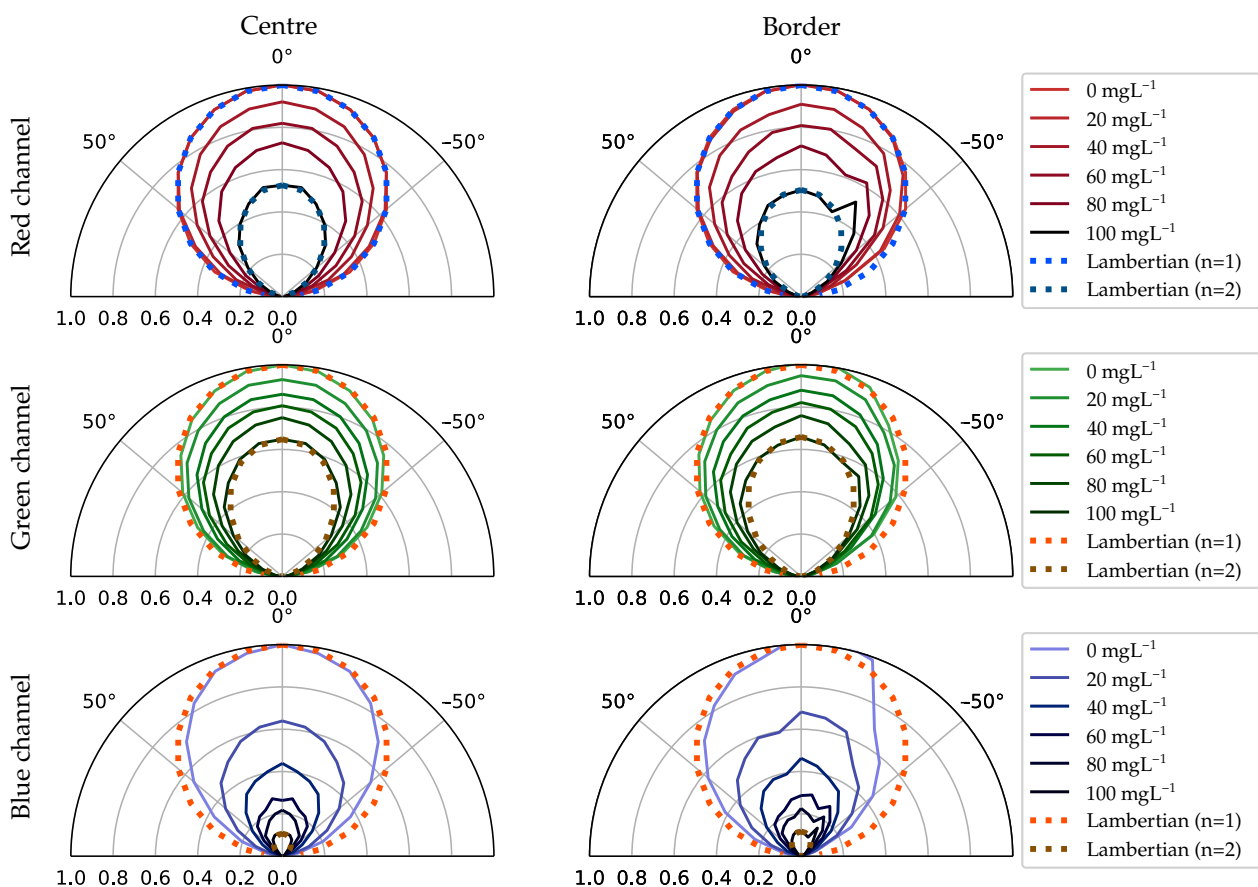 Centre
Border
0°
0°
Red channel
50°
–50°
50°
–50°
1.0 0.8 0.6 0.4 0.2 0.0
1.0 0.8 0.6 0.4 0.2 0.0
0 mgL⁻¹
20 mgL⁻¹
40 mgL⁻¹
60 mgL⁻¹
80 mgL⁻¹
100 mgL⁻¹
Lambertian (n=1)
Lambertian (n=2)
0°
0°
Green channel
50°
–50°
50°
–50°
1.0 0.8 0.6 0.4 0.2 0.0
1.0 0.8 0.6 0.4 0.2 0.0
0 mgL⁻¹
20 mgL⁻¹
40 mgL⁻¹
60 mgL⁻¹
80 mgL⁻¹
100 mgL⁻¹
Lambertian (n=1)
Lambertian (n=2)
0°
0°
Blue channel
50°
–50°
50°
–50°
1.0 0.8 0.6 0.4 0.2 0.0
1.0 0.8 0.6 0.4 0.2 0.0
0 mgL⁻¹
20 mgL⁻¹
40 mgL⁻¹
60 mgL⁻¹
80 mgL⁻¹
100 mgL⁻¹
Lambertian (n=1)
Lambertian (n=2)